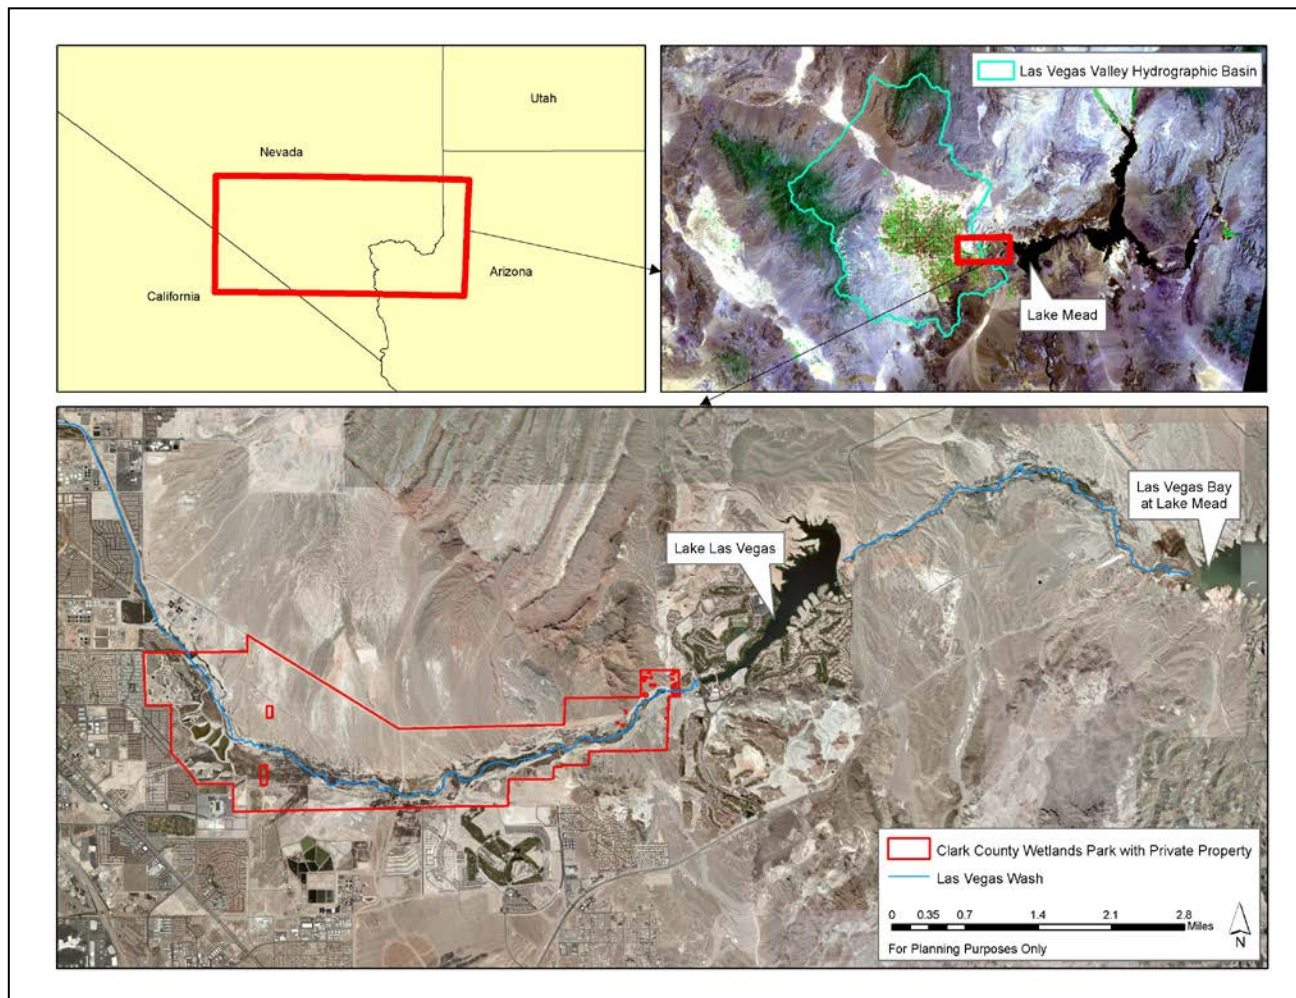 Utah
Nevada
Arizona
California
Las Vegas Valley Hydrographic Basin
Lake Mead
Las Vegas Bay
at Lake Mead
Lake Las Vegas
Clark County Wetlands Park with Private Property
Las Vegas Wash
0 0.35 0.7 1.4 2.1 2.8
Miles
For Planning Purposes Only
N